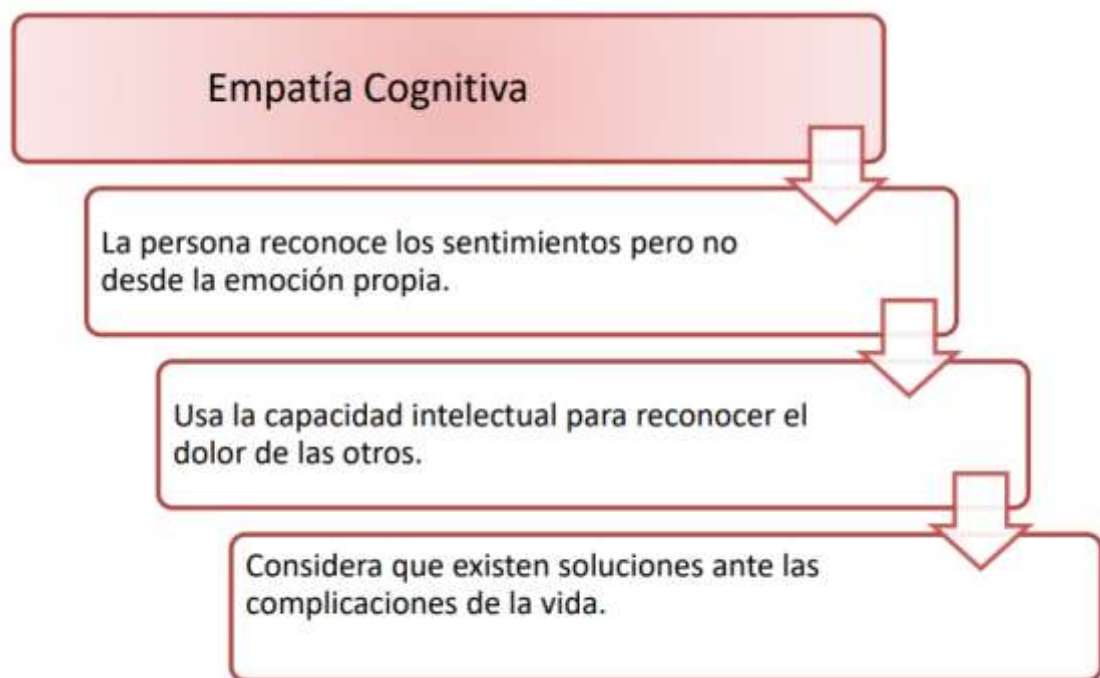 Empatía Cognitiva
La persona reconoce los sentimientos pero no
desde la emoción propia.
Usa la capacidad intelectual para reconocer el
dolor de las otros.
Considera que existen soluciones ante las
complicaciones de la vida.